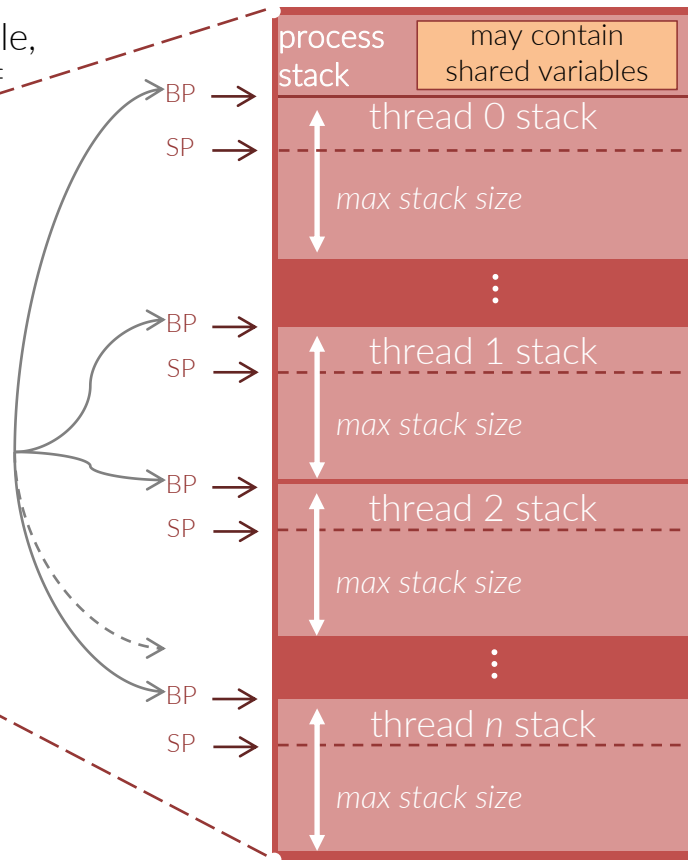 le,
process
stack
may contain
shared variables
BP
thread 0 stack
SP
max stack size
BP
thread 1 stack
SP
max stack size
BP
thread 2 stack
SP
max stack size
BP
thread n stack
SP
max stack size